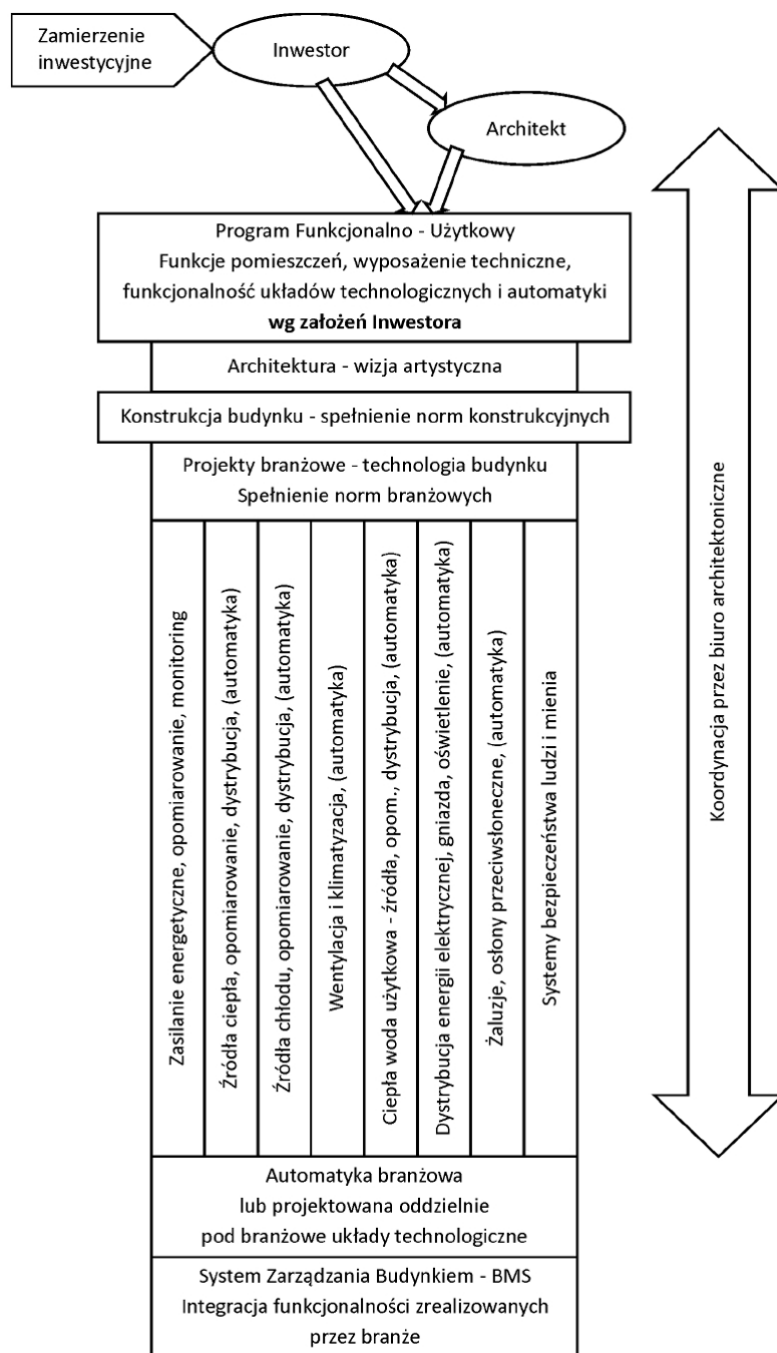 Zamierzenie
inwestycyjne
Inwestor
Architekt
Program Funkcjonalno - Użytkowy
Funkcje pomieszczeń, wyposażenie techniczne,
funkcjonalność układów technologicznych i automatyki
wg założeń Inwestora
Architektura - wizja artystyczna
Konstrukcja budynku - spełnienie norm konstrukcyjnych
Projekty branżowe - technologia budynku
Spełnienie norm branżowych
Zasilanie energetyczne, opomiarowanie, monitoring
Źródła ciepła, opomiarowanie, dystrybucja, (automatyka)
Źródła chłodu, opomiarowanie, dystrybucja, (automatyka)
Wentylacja i klimatyzacja, (automatyka)
Ciepła woda użytkowa - źródła, opom., dystrybucja, (automatyka)
Dystrybucja energii elektrycznej, gniazda, oświetlenie, (automatyka)
Żaluzje, osłony przeciwsłoneczne, (automatyka)
Systemy bezpieczeństwa ludzi i mienia
Automatyka branżowa
lub projektowana oddzielnie
pod branżowe układy technologiczne
System Zarządzania Budynkiem - BMS
Integracja funkcjonalności zrealizowanych
przez branże
Koordynacja przez biuro architektoniczne